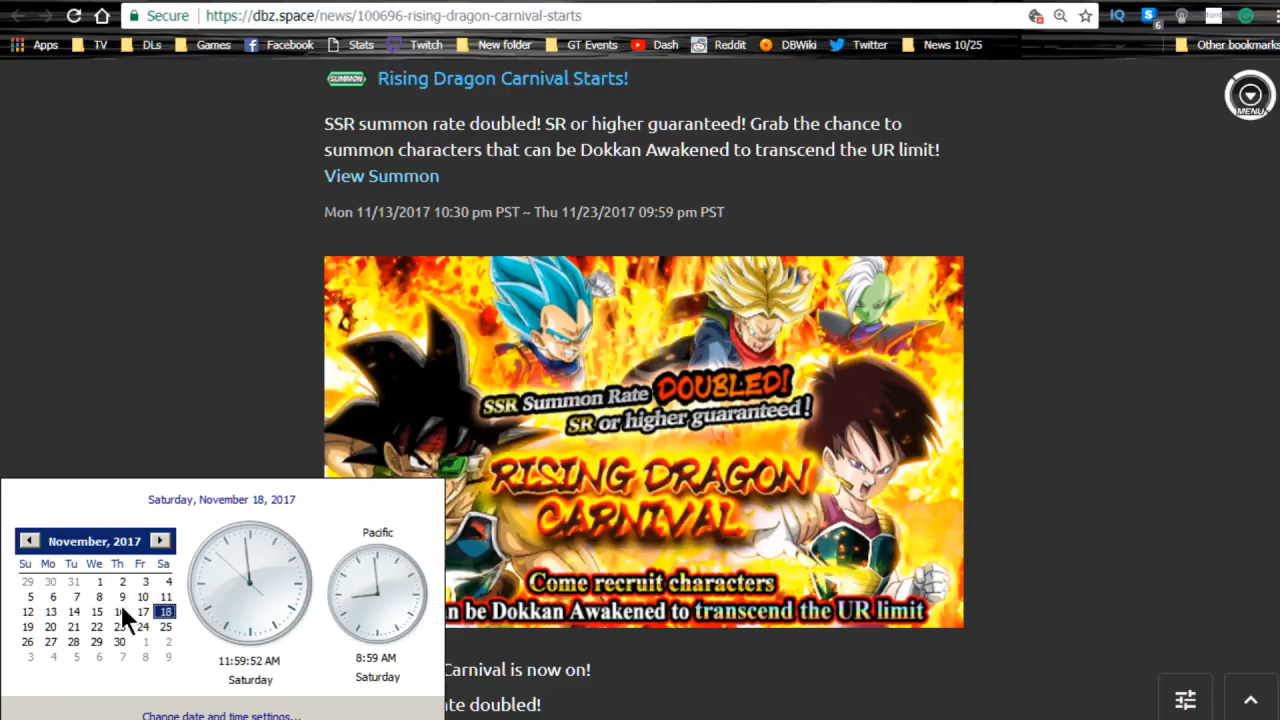 Secure https://dbz.space/news/100696-rising-dragon-carnival-starts
IQ
6
Apps TV DLs Games Facebook Stats Twitch New folder GT Events Dash Reddit DBWiki Twitter News 10/25 Other bookmarks
SUMMON Rising Dragon Carnival Starts!
MENU
SSR summon rate doubled! SR or higher guaranteed! Grab the chance to
summon characters that can be Dokkan Awakened to transcend the UR limit!
View Summon
Mon 11/13/2017 10:30 pm PST ~ Thu 11/23/2017 09:59 pm PST
SSR Summon Rate DOUBLED!
SR or higher guaranteed!
RISING DRAGON
CARNIVAL
Come recruit characters
n be Dokkan Awakened to transcend the UR limit
Carnival is now on!
te doubled!
Saturday, November 18, 2017
November, 2017
Su Mo Tu We Th Fr Sa
29 30 31 1 2 3 4
5 6 7 8 9 10 11
12 13 14 15 17 18
19 20 21 22 24 25
26 27 28 29 30 1 2
3 4 5 6 7 8 9
11:59:52 AM
Saturday
Pacific
8:59 AM
Saturday
Change date and time settings...